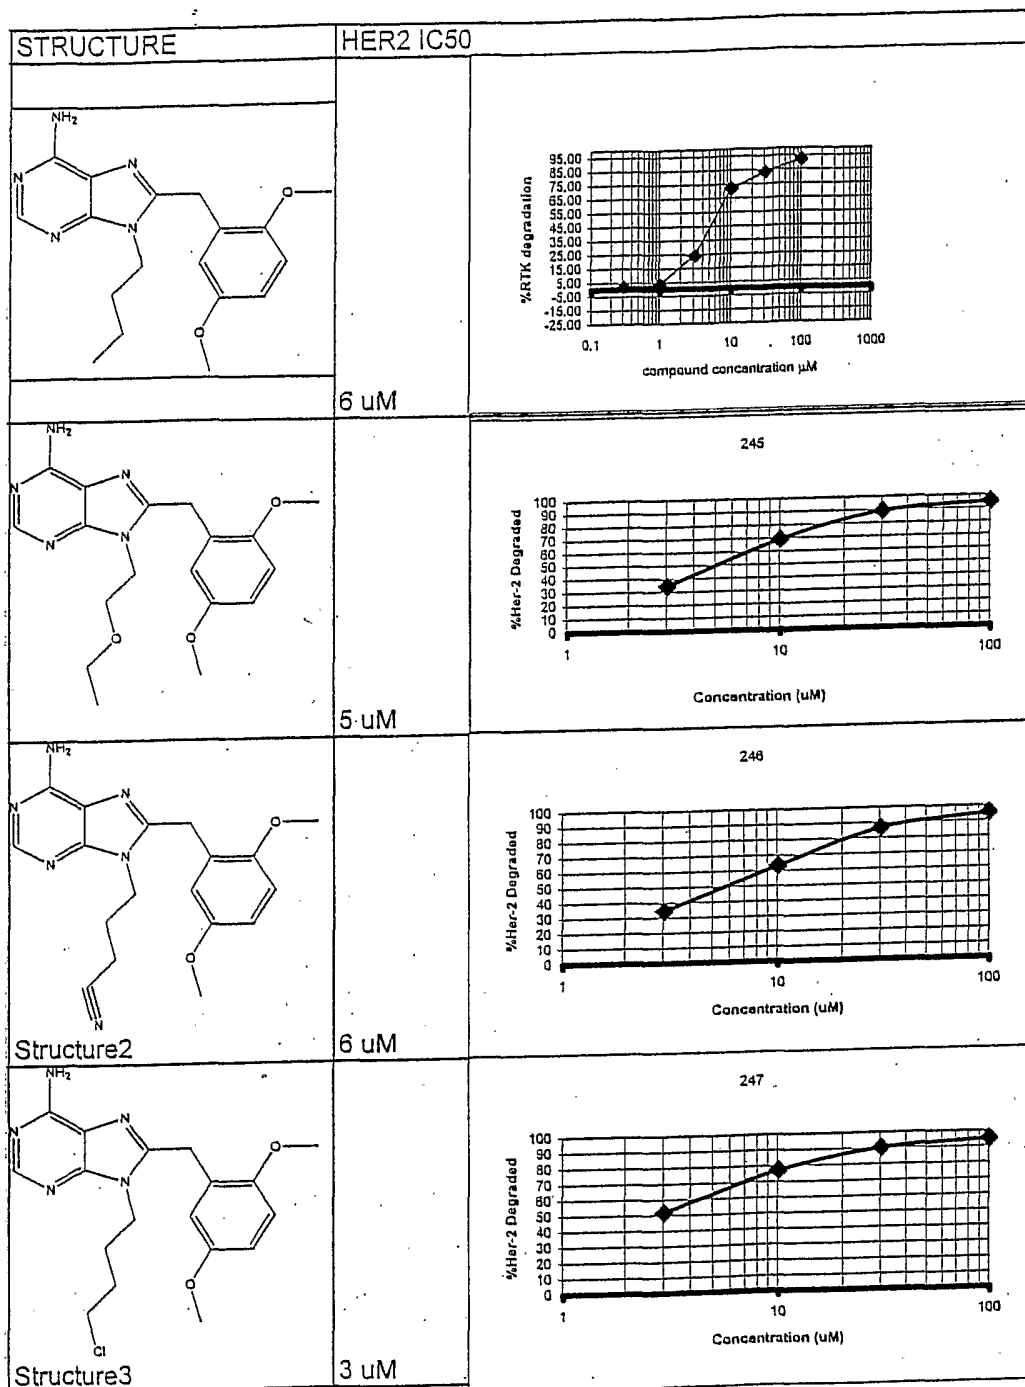 STRUCTURE HER2 IC50
NH2
N
N
N
N
O
O
6 uM
%RTK degradation
95.00
85.00
75.00
65.00
55.00
45.00
35.00
25.00
15.00
5.00
-5.00
-15.00
-25.00
0.1 1 10 100 1000
compound concentration µM
NH2
N
N
N
N
O
O
O
5 uM
245
%Her-2 Degraded
100
90
80
70
60
50
40
30
20
10
0
1 10 100
Concentration (uM)
NH2
N
N
N
N
O
O
N
Structure2
6 uM
246
%Her-2 Degraded
100
90
80
70
60
50
40
30
20
10
0
1 10 100
Concentration (uM)
NH2
N
N
N
N
O
O
Cl
Structure3
3 uM
247
%Her-2 Degraded
100
90
80
70
60
50
40
30
20
10
0
1 10 100
Concentration (uM)